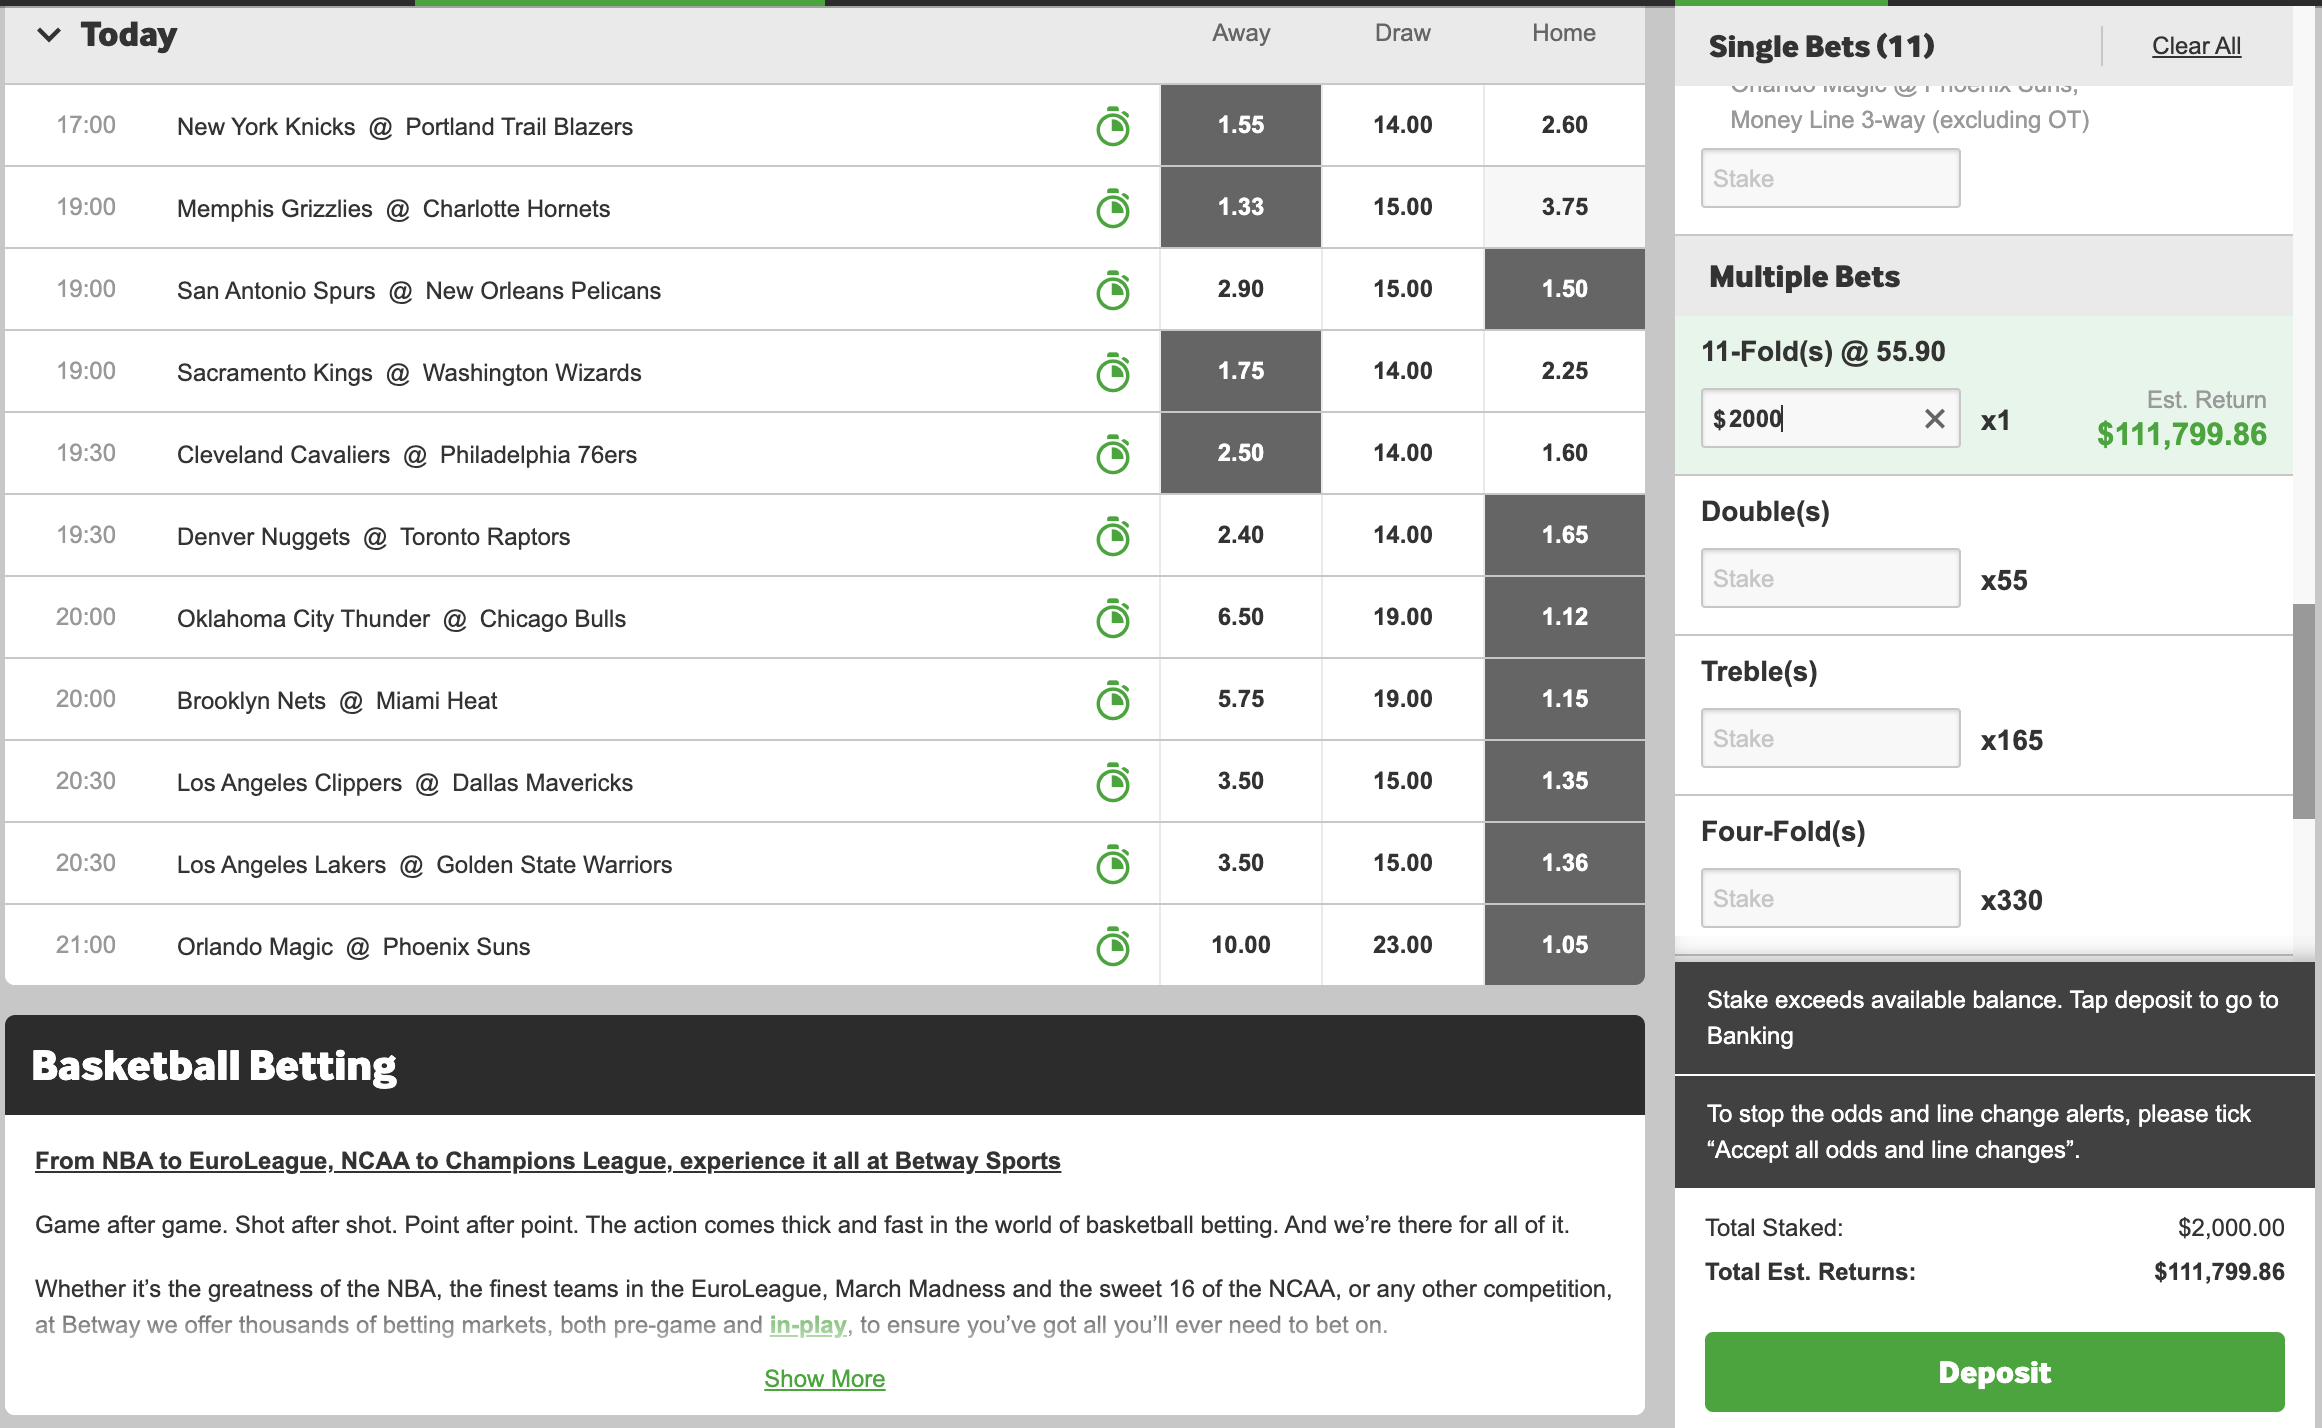 Today Away Draw Home
17:00 New York Knicks @ Portland Trail Blazers 1.55 14.00 2.60
19:00 Memphis Grizzlies @ Charlotte Hornets 1.33 15.00 3.75
19:00 San Antonio Spurs @ New Orleans Pelicans 2.90 15.00 1.50
19:00 Sacramento Kings @ Washington Wizards 1.75 14.00 2.25
19:30 Cleveland Cavaliers @ Philadelphia 76ers 2.50 14.00 1.60
19:30 Denver Nuggets @ Toronto Raptors 2.40 14.00 1.65
20:00 Oklahoma City Thunder @ Chicago Bulls 6.50 19.00 1.12
20:00 Brooklyn Nets @ Miami Heat 5.75 19.00 1.15
20:30 Los Angeles Clippers @ Dallas Mavericks 3.50 15.00 1.35
20:30 Los Angeles Lakers @ Golden State Warriors 3.50 15.00 1.36
21:00 Orlando Magic @ Phoenix Suns 10.00 23.00 1.05
Basketball Betting
From NBA to EuroLeague, NCAA to Champions League, experience it all at Betway Sports
Game after game. Shot after shot. Point after point. The action comes thick and fast in the world of basketball betting. And we’re there for all of it.
Whether it’s the greatness of the NBA, the finest teams in the EuroLeague, March Madness and the sweet 16 of the NCAA, or any other competition,
at Betway we offer thousands of betting markets, both pre-game and in-play, to ensure you’ve got all you’ll ever need to bet on.
Show More
Single Bets (11) Clear All
Orlando Magic @ Phoenix Suns,
Money Line 3-way (excluding OT)
Stake
Multiple Bets
11-Fold(s) @ 55.90
Est. Return
$2000 x1 $111,799.86
Double(s)
Stake x55
Treble(s)
Stake x165
Four-Fold(s)
Stake x330
Stake exceeds available balance. Tap deposit to go to
Banking
To stop the odds and line change alerts, please tick
“Accept all odds and line changes”.
Total Staked: $2,000.00
Total Est. Returns: $111,799.86
Deposit